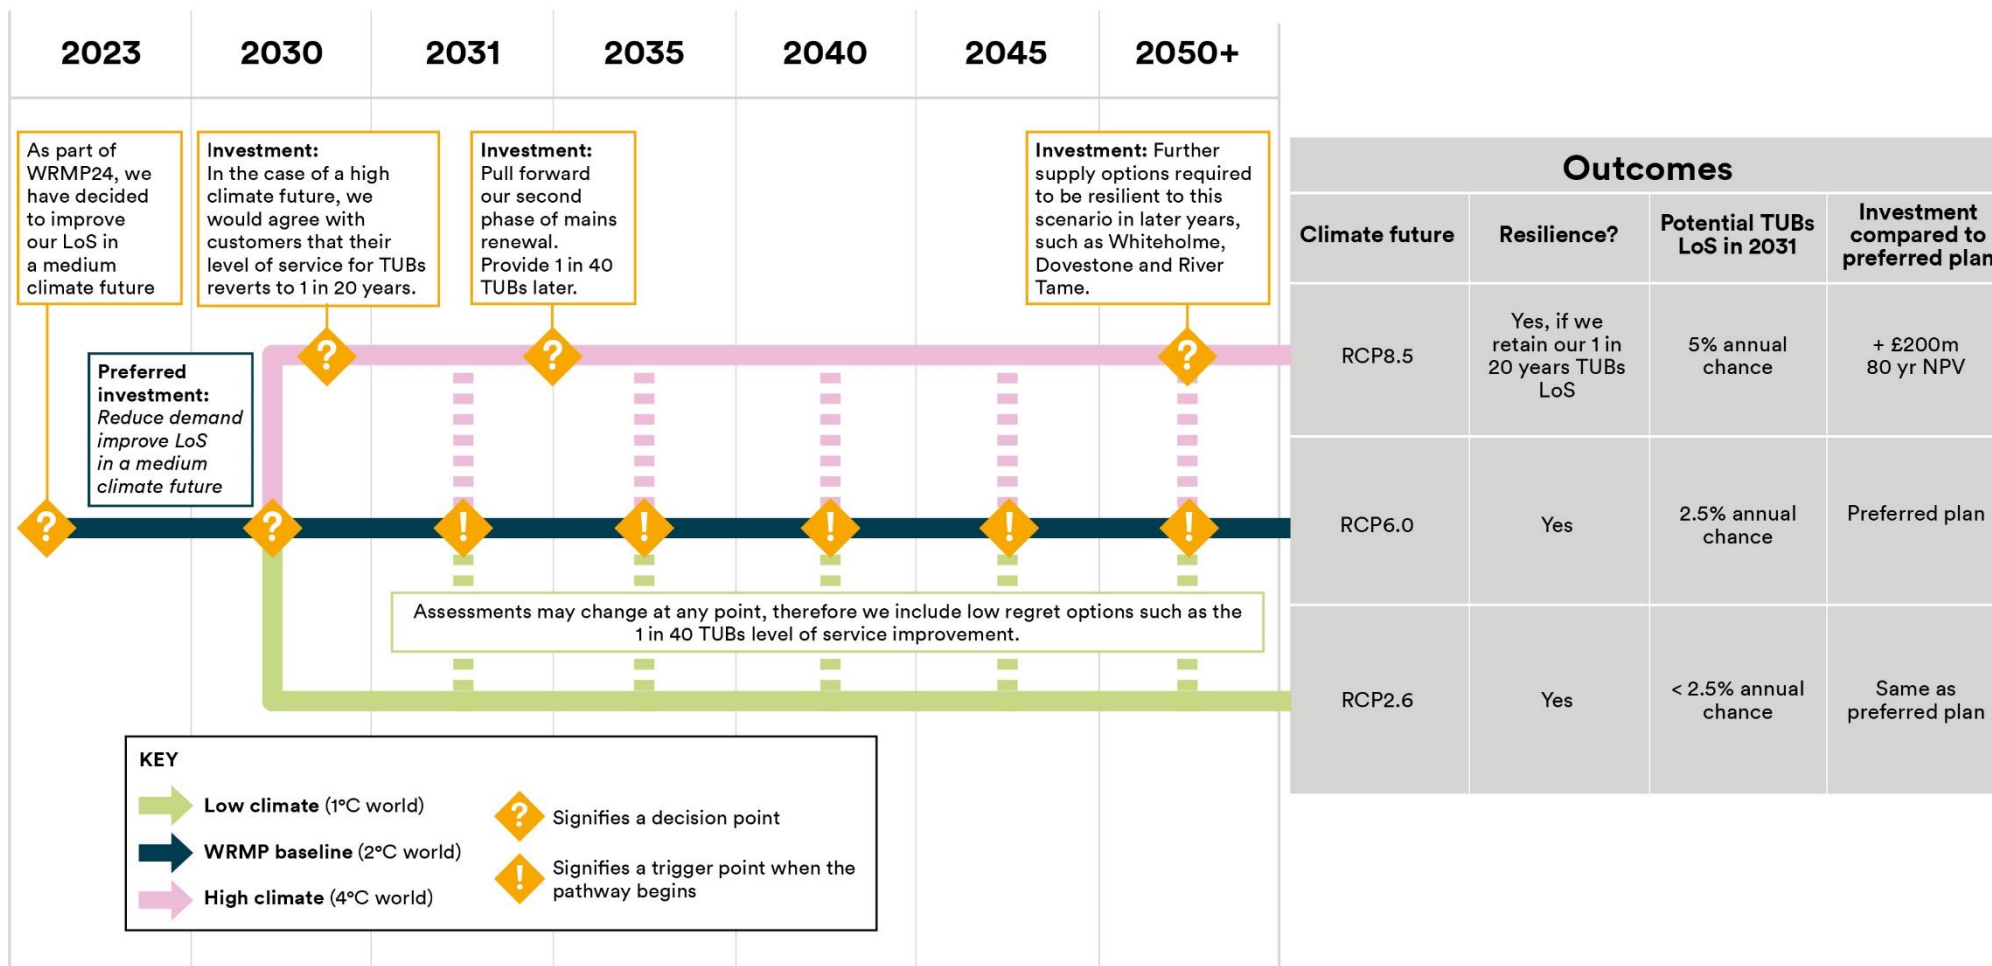 2023
2030
2031
2035
2040
2045
2050+
As part of
WRMP24, we
have decided
to improve
our LoS in
a medium
climate future
Investment:
In the case of a high
climate future, we
would agree with
customers that their
level of service for TUBs
reverts to 1 in 20 years.
Investment:
Pull forward
our second
phase of mains
renewal.
Provide 1 in 40
TUBs later.
Investment: Further
supply options required
to be resilient to this
scenario in later years,
such as Whiteholme,
Dovestone and River
Tame.
?
?
?
Preferred
investment:
Reduce demand
improve LoS
in a medium
climate future
?
?
!
!
!
!
!
Assessments may change at any point, therefore we include low regret options such as the
1 in 40 TUBs level of service improvement.
Outcomes
Climate future
Resilience?
Potential TUBs
LoS in 2031
Investment
compared to
preferred plan
RCP8.5
Yes, if we
retain our 1 in
20 years TUBs
LoS
5% annual
chance
+ £200m
80 yr NPV
RCP6.0
Yes
2.5% annual
chance
Preferred plan
RCP2.6
Yes
< 2.5% annual
chance
Same as
preferred plan
KEY
Low climate (1°C world)
WRMP baseline (2°C world)
High climate (4°C world)
?
Signifies a decision point
!
Signifies a trigger point when the
pathway begins